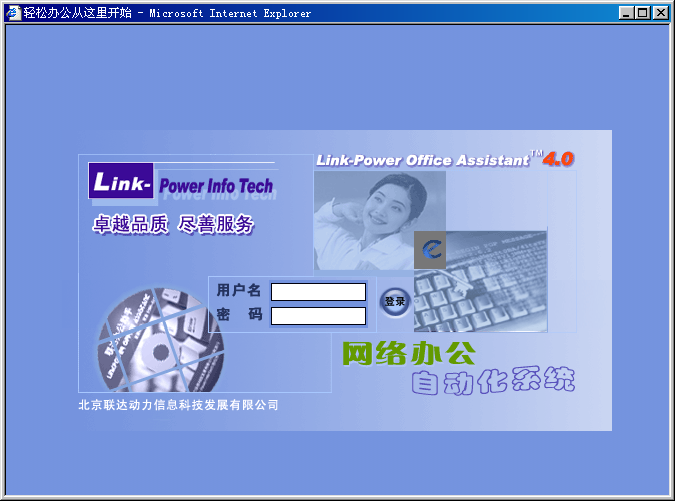 轻松办公从这里开始 - Microsoft Internet Explorer
Link-Power Office Assistant TM 4.0
Link- Power Info Tech
卓越品质 尽善服务
用户名
密 码
登录
网络办公
自动化系统
北京联达动力信息科技发展有限公司